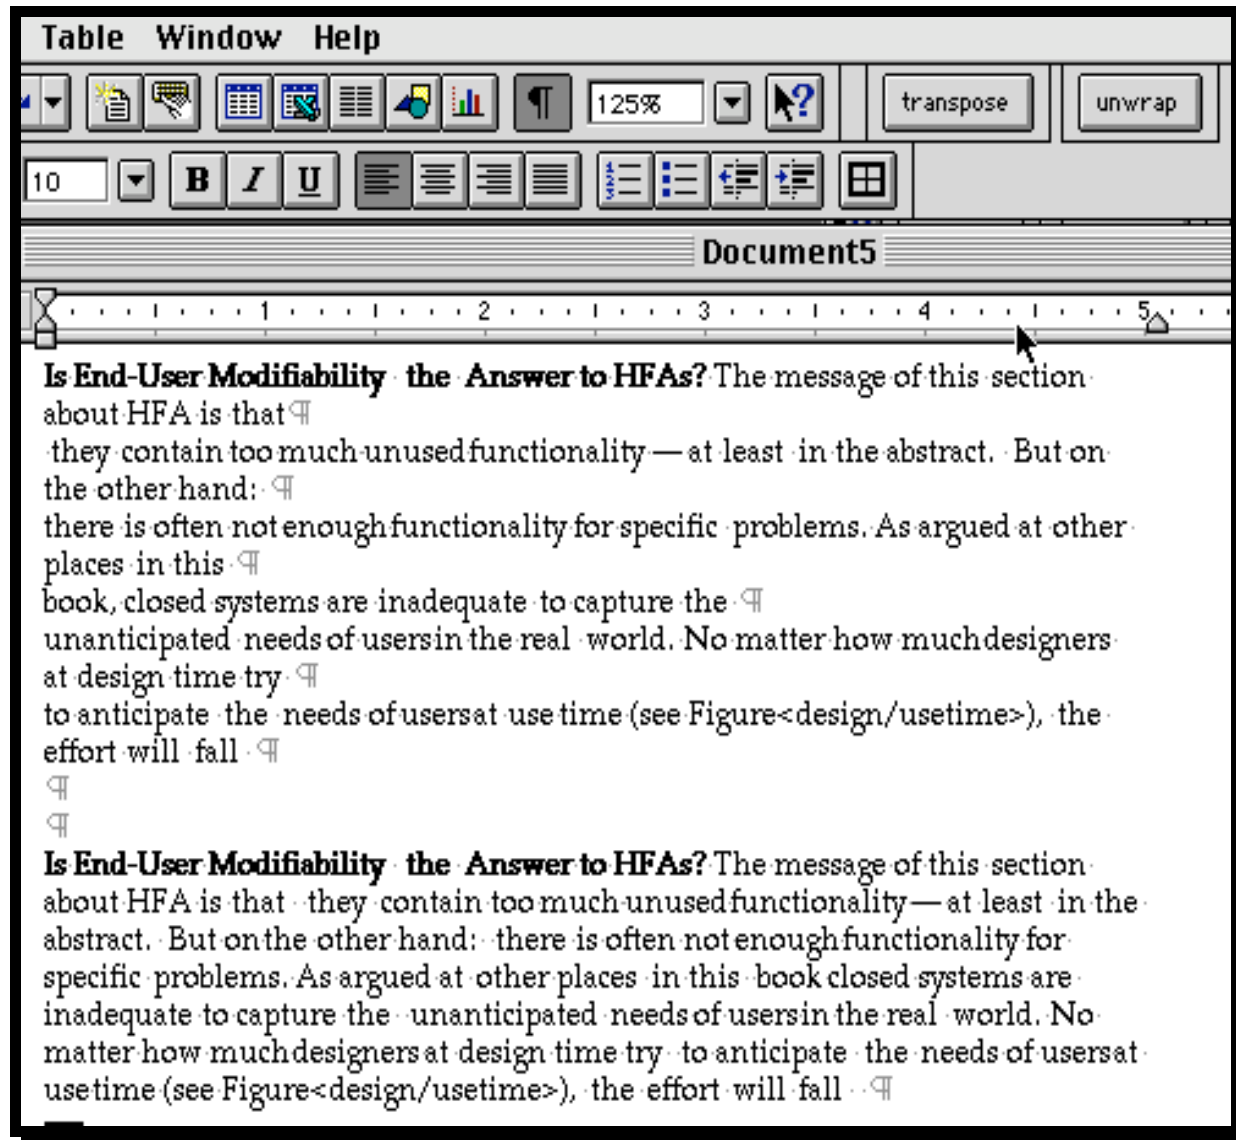 Table Window Help
¶ 125% ? transpose unwrap
10 B I U 1 2 3
Document5
1 2 3 4 5
Is End-User Modifiability the Answer to HFAs? The message of this section
about HFA is that¶
they contain too much unused functionality — at least in the abstract. But on
the other hand: ¶
there is often not enough functionality for specific problems. As argued at other
places in this ¶
book, closed systems are inadequate to capture the ¶
unanticipated needs of usersin the real world. No matter how much designers
at design time try ¶
to anticipate the needs of usersat use time (see Figure<design/usetime>), the
effort will fall ¶
¶
¶
Is End-User Modifiability the Answer to HFAs? The message of this section
about HFA is that they contain too much unused functionality — at least in the
abstract. But on the other hand: there is often not enough functionality for
specific problems. As argued at other places in this book closed systems are
inadequate to capture the unanticipated needs of usersin the real world. No
matter how much designers at design time try to anticipate the needs of usersat
use time (see Figure<design/usetime>), the effort will fall ¶